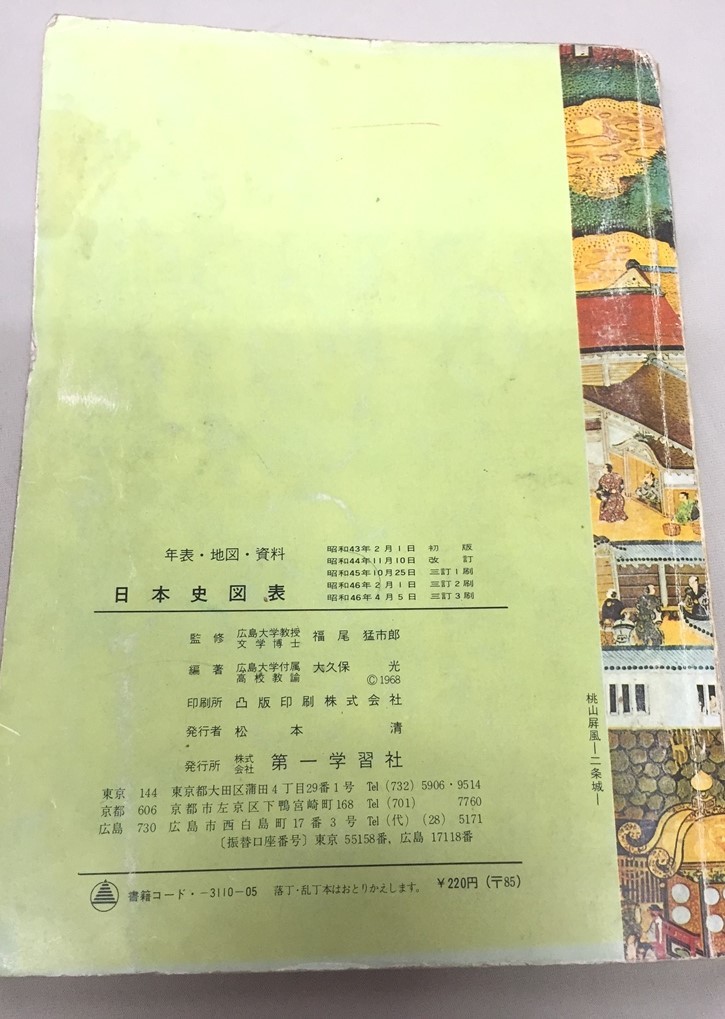 年表・地図・資料
日本史図表
昭和43年2月1日 初版
昭和44年11月10日 改訂
昭和45年10月25日 三訂1刷
昭和46年2月1日 三訂2刷
昭和46年4月5日 三訂3刷
監修 広島大学教授 文学博士 福尾猛市郎
編著 広島大学付属 高校教諭 大久保光
©1968
印刷所 凸版印刷株式会社
発行者 松本清
発行所 株式会社 第一学習社
東京 144 東京都大田区蒲田4丁目29番1号 Tel(732)5906・9514
京都 606 京都市左京区下鴨宮崎町168 Tel(701)7760
広島 730 広島市西白島町17番3号 Tel(代)(28)5171
〔振替口座番号〕東京 55158番, 広島 17118番
書籍コード・-3110-05 落丁・乱丁本はおとりかえします。 ￥220円(〒85)
桃山屏風―二条城―